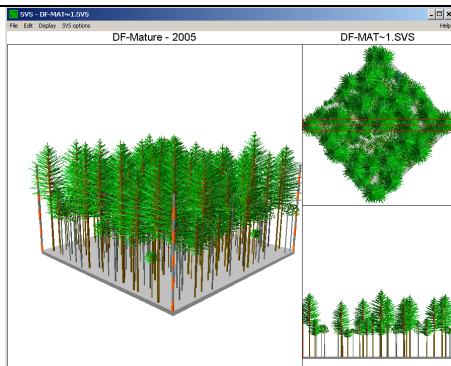 SVS - DF-MAT~1.SVS
File Edit Display SVS options Help
DF-Mature - 2005
DF-MAT~1.SVS